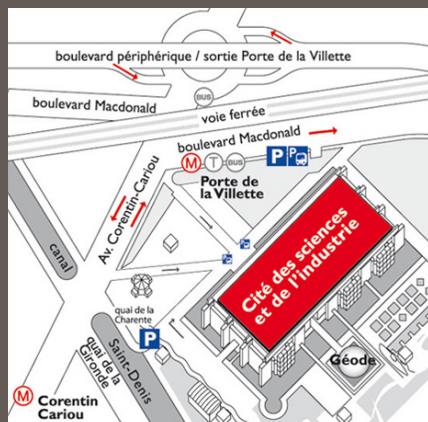 boulevard périphérique / sortie Porte de la Villette
boulevard Macdonald
BUS
voie ferrée
boulevard Macdonald
M T BUS
P P
Porte de
la Villette
Av. Corentin-Cariou
canal
Cité des sciences
et de l'industrie
quai de la
Charente
P
Géode
Saint-Denis
quai de la
Gironde
M Corentin
Cariou